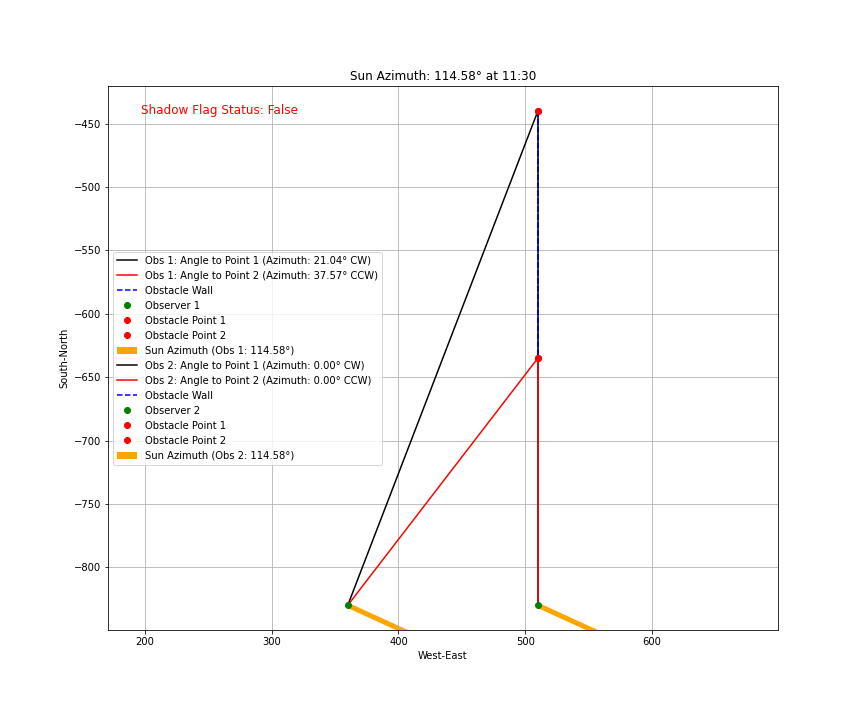 Sun Azimuth: 114.58° at 11:30
Shadow Flag Status: False
−450
−500
−550
−600
−650
−700
−750
−800
South-North
Obs 1: Angle to Point 1 (Azimuth: 21.04° CW)
Obs 1: Angle to Point 2 (Azimuth: 37.57° CCW)
Obstacle Wall
Observer 1
Obstacle Point 1
Obstacle Point 2
Sun Azimuth (Obs 1: 114.58°)
Obs 2: Angle to Point 1 (Azimuth: 0.00° CW)
Obs 2: Angle to Point 2 (Azimuth: 0.00° CCW)
Obstacle Wall
Observer 2
Obstacle Point 1
Obstacle Point 2
Sun Azimuth (Obs 2: 114.58°)
200 300 400 500 600
West-East